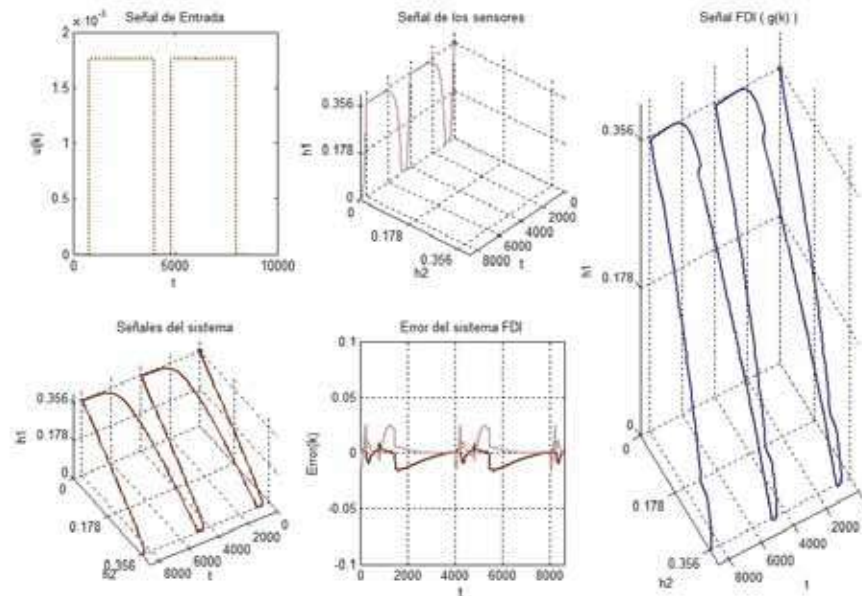 Señal de Entrada
x 10⁻³
2
1.5
1
0.5
0
u(k)
0
5000
10000
t
Señal de los sensores
0.356
0.178
0
h1
0
0.178
0.356
h2
8000
6000
4000
2000
0
t
Señal FDI ( g(k) )
0.356
0.178
0
h1
0
0.178
0.356
h2
8000
6000
4000
2000
t
Señales del sistema
0.356
0.178
0
h1
0
0.178
0.356
h2
8000
6000
4000
2000
0
t
Error del sistema FDI
0.1
0.05
0
-0.05
-0.1
Error(k)
0
2000
4000
6000
8000
t